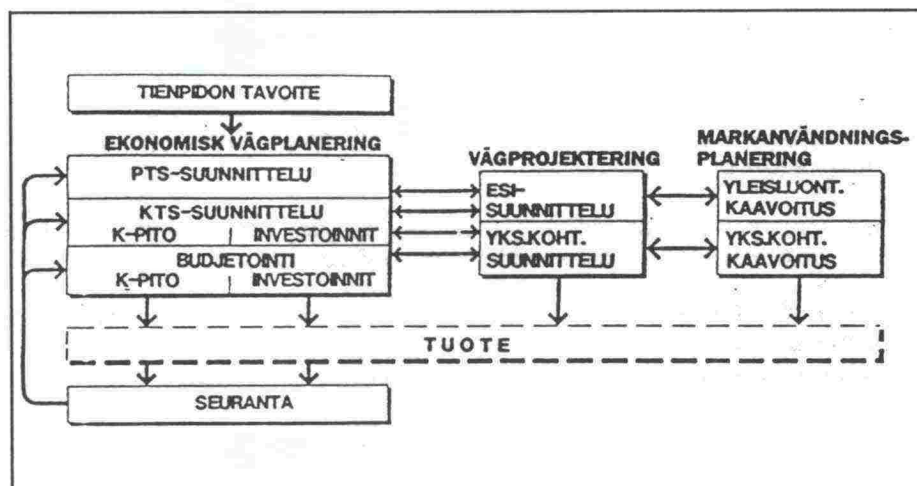 TIENPIDON TAVOITE
EKONOMISK VÄGPLANERING
PTS-SUUNNITTELU
KTS-SUUNNITTELU
K-PITO INVESTOINNIT
BUDJETOINTI
K-PITO INVESTOINNIT
VÄGPROJEKTERING
ESI-
SUUNNITTELU
YKS.KOHT.
SUUNNITTELU
MARKANVÄNDNINGS-
PLANERING
YLEISLUONT.
KAAVOITUS
YKS.KOHT.
KAAVOITUS
TUOTE
SEURANTA